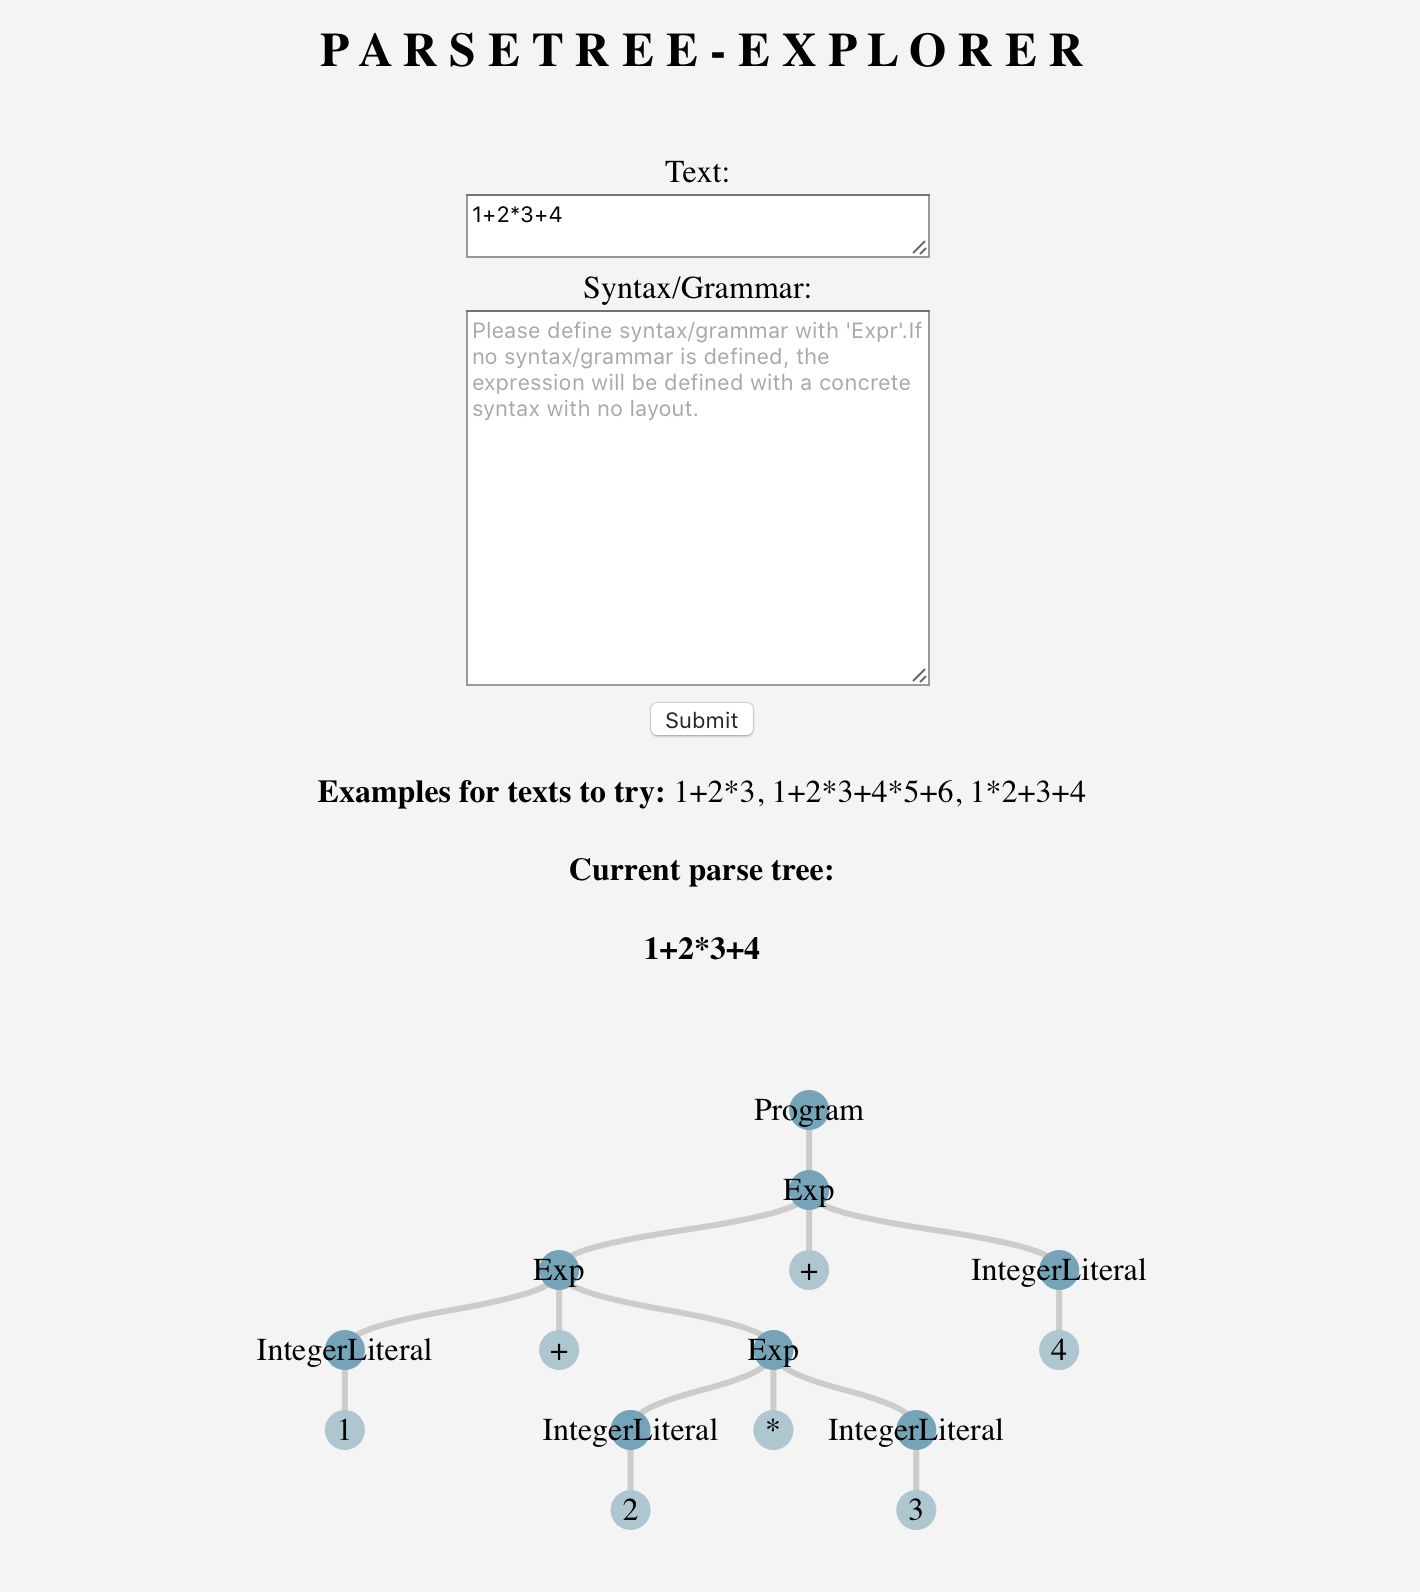 PARSETREE-EXPLORER
Text:
1+2*3+4
Syntax/Grammar:
Please define syntax/grammar with 'Expr'.If
no syntax/grammar is defined, the
expression will be defined with a concrete
syntax with no layout.
Submit
Examples for texts to try: 1+2*3, 1+2*3+4*5+6, 1*2+3+4
Current parse tree:
1+2*3+4
Program
Exp
Exp + IntegerLiteral
IntegerLiteral + Exp 4
1 IntegerLiteral * IntegerLiteral
2 3